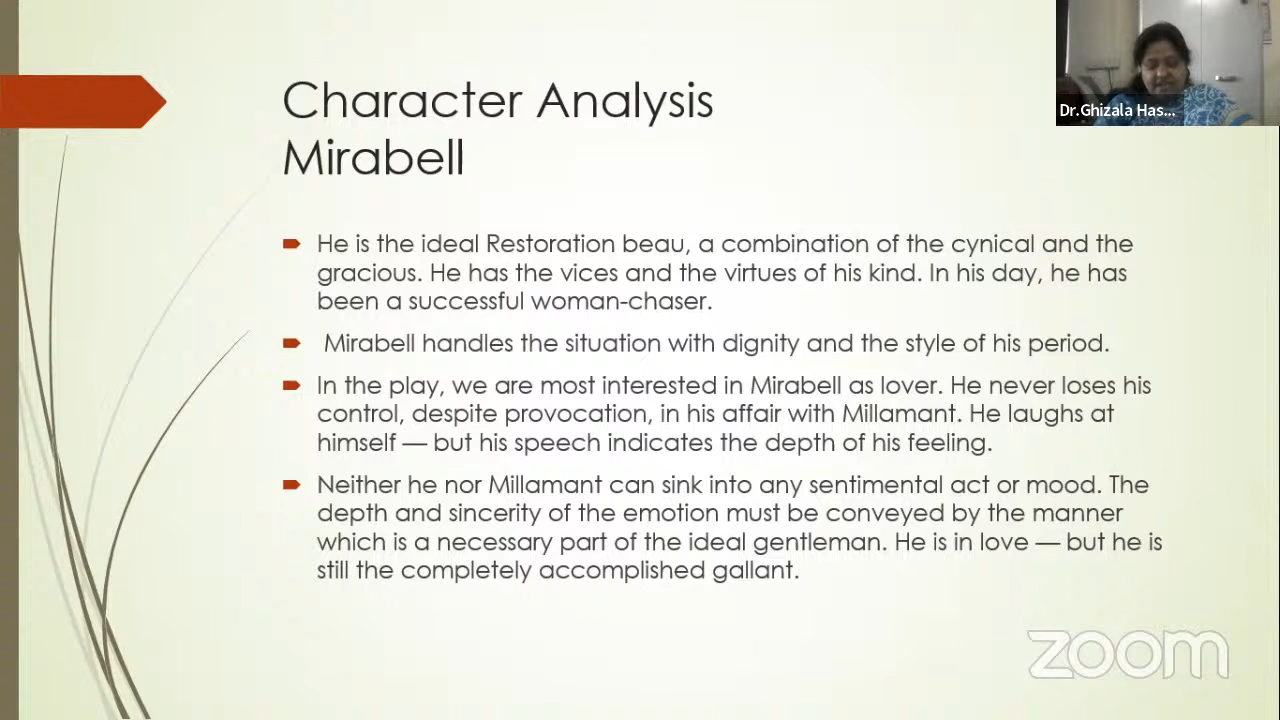 Character Analysis
Mirabell
He is the ideal Restoration beau, a combination of the cynical and the
gracious. He has the vices and the virtues of his kind. In his day, he has
been a successful woman-chaser.
Mirabell handles the situation with dignity and the style of his period.
In the play, we are most interested in Mirabell as lover. He never loses his
control, despite provocation, in his affair with Millamant. He laughs at
himself — but his speech indicates the depth of his feeling.
Neither he nor Millamant can sink into any sentimental act or mood. The
depth and sincerity of the emotion must be conveyed by the manner
which is a necessary part of the ideal gentleman. He is in love — but he is
still the completely accomplished gallant.
Dr.Ghizala Has...
zoom